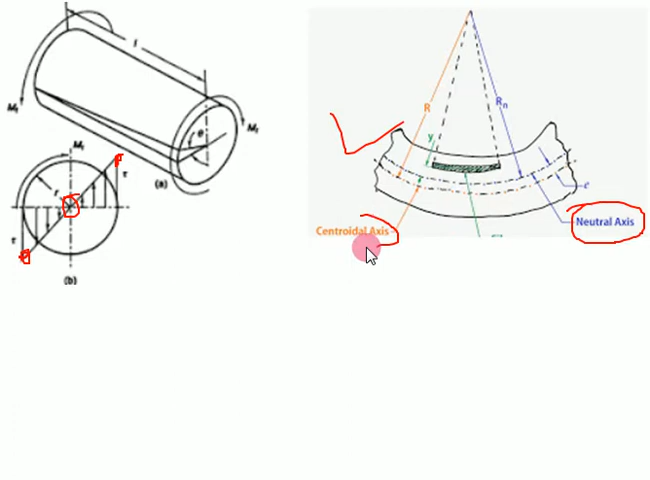 l
Mₜ
θ
Mₜ
(a)
Mₜ
r
τ
τ
(b)
R
Rₙ
y
e
Centroidal Axis
Neutral Axis